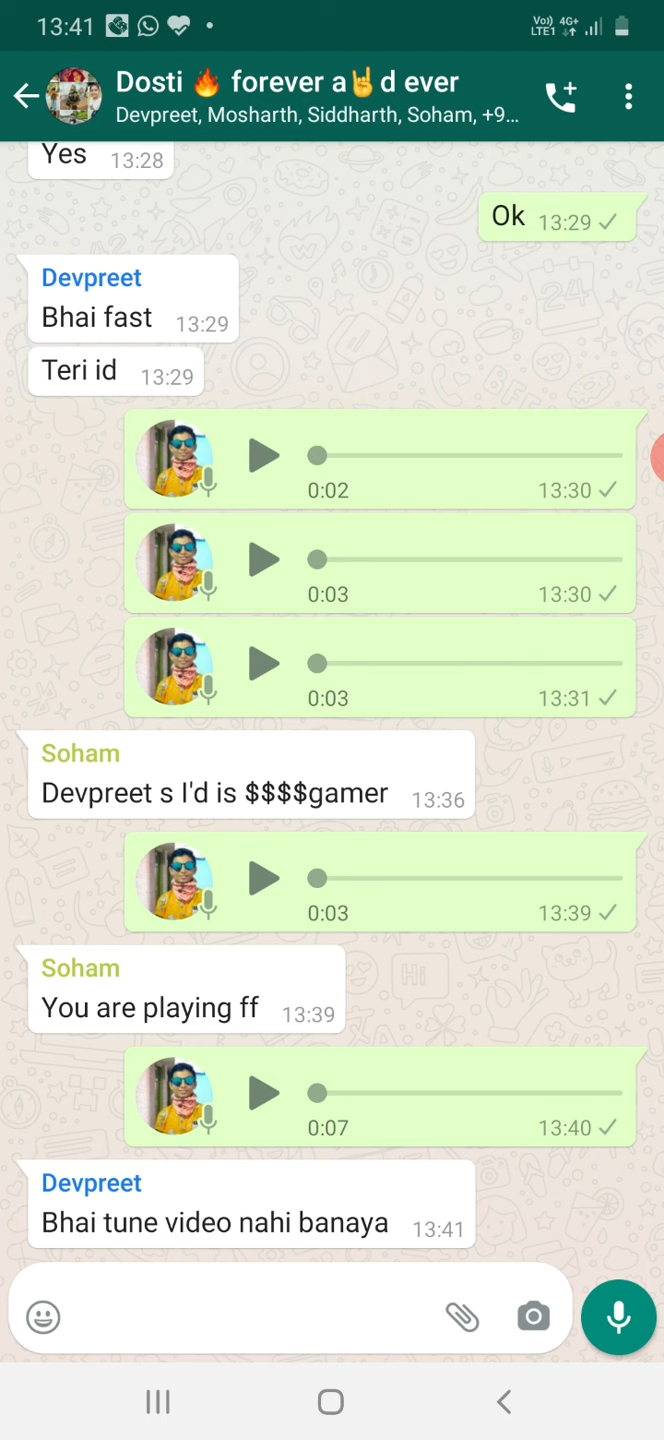 13:41
Vo)) 4G+
LTE1
Dosti 🔥 forever a🤘d ever
Devpreet, Mosharth, Siddharth, Soham, +9...
Yes 13:28
Ok 13:29
Devpreet
Bhai fast 13:29
Teri id 13:29
0:02 13:30
0:03 13:30
0:03 13:31
Soham
Devpreet s I'd is $$$$gamer 13:36
0:03 13:39
Soham
You are playing ff 13:39
0:07 13:40
Devpreet
Bhai tune video nahi banaya 13:41